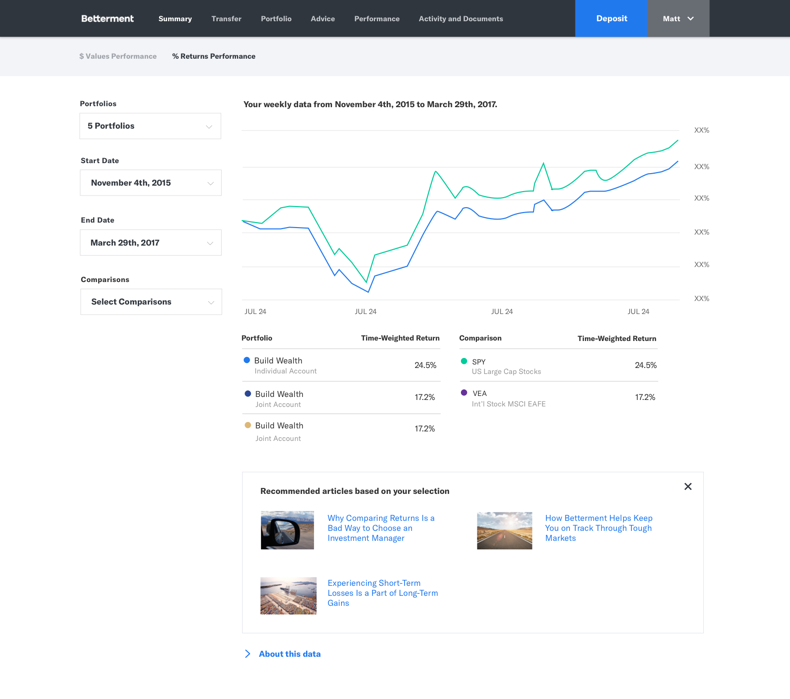 Betterment Summary Transfer Portfolio Advice Performance Activity and Documents Deposit Matt
$ Values Performance % Returns Performance
Portfolios
5 Portfolios
Start Date
November 4th, 2015
End Date
March 29th, 2017
Comparisons
Select Comparisons
Your weekly data from November 4th, 2015 to March 29th, 2017.
XX%
XX%
XX%
XX%
XX%
XX%
JUL 24 JUL 24 JUL 24 JUL 24
Portfolio Time-Weighted Return
Build Wealth 24.5%
Individual Account
Build Wealth 17.2%
Joint Account
Build Wealth 17.2%
Joint Account
Comparison Time-Weighted Return
SPY 24.5%
US Large Cap Stocks
VEA 17.2%
Int'l Stock MSCI EAFE
Recommended articles based on your selection
Why Comparing Returns Is a
Bad Way to Choose an
Investment Manager
How Betterment Helps Keep
You on Track Through Tough
Markets
Experiencing Short-Term
Losses Is a Part of Long-Term
Gains
About this data